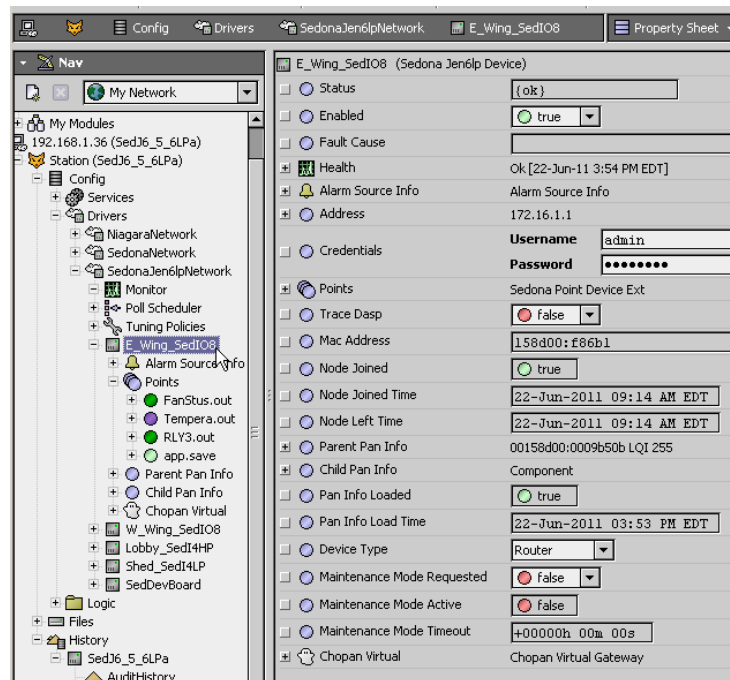 Config
Drivers
SedonaJen6lpNetwork
E_Wing_SedIO8
Property Sheet
Nav
My Network
My Modules
192.168.1.36 (SedJ6_5_6LPa)
Station (SedJ6_5_6LPa)
Config
Services
Drivers
NiagaraNetwork
SedonaNetwork
SedonaJen6lpNetwork
Monitor
Poll Scheduler
Tuning Policies
E_Wing_SedIO8
Alarm Source Info
Points
FanStus.out
Tempera.out
RLY3.out
app.save
Parent Pan Info
Child Pan Info
Chopan Virtual
W_Wing_SedIO8
Lobby_SedI4HP
Shed_SedI4LP
SedDevBoard
Logic
Files
History
SedJ6_5_6LPa
AuditHistory
E_Wing_SedIO8 (Sedona Jen6lp Device)
Status {ok}
Enabled true
Fault Cause
Health Ok [22-Jun-11 3:54 PM EDT]
Alarm Source Info Alarm Source Info
Address 172.16.1.1
Credentials
Username admin
Password ••••••••
Points Sedona Point Device Ext
Trace Dasp false
Mac Address 158d00:f86b1
Node Joined true
Node Joined Time 22-Jun-2011 09:14 AM EDT
Node Left Time 22-Jun-2011 09:14 AM EDT
Parent Pan Info 00158d00:0009b50b LQI 255
Child Pan Info Component
Pan Info Loaded true
Pan Info Load Time 22-Jun-2011 03:53 PM EDT
Device Type Router
Maintenance Mode Requested false
Maintenance Mode Active false
Maintenance Mode Timeout +00000h 00m 00s
Chopan Virtual Chopan Virtual Gateway